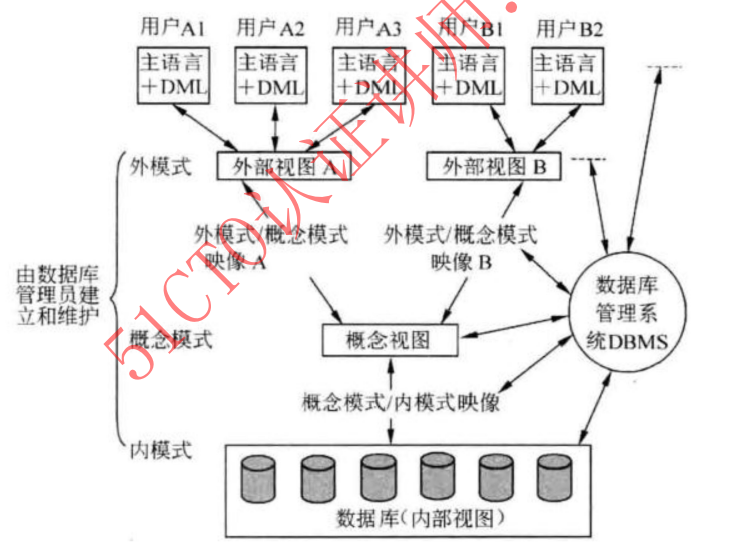 用户A1 用户A2 用户A3 用户B1 用户B2
主语言 主语言 主语言 主语言 主语言
+DML +DML +DML +DML +DML
外模式
外部视图 A 外部视图 B
外模式/概念模式 外模式/概念模式
映像 A 映像 B
由数据库
管理员建
立和维护
数据库
管理系
统DBMS
概念模式
概念视图
概念模式/内模式映像
内模式
数据库(内部视图)
51CTO认证讲师.